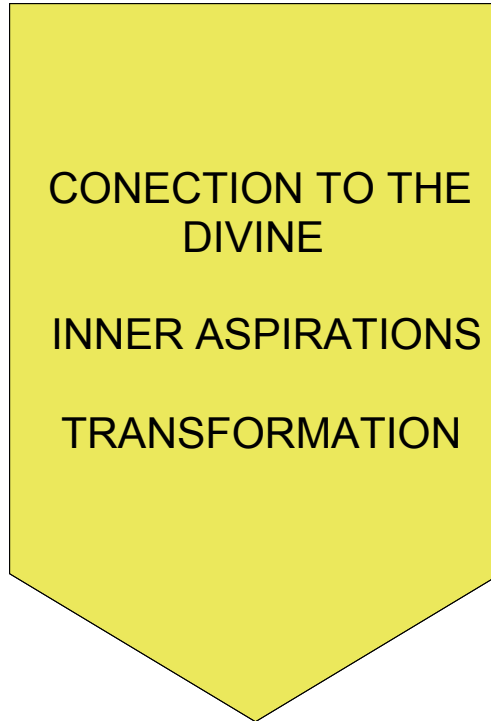 CONECTION TO THE
DIVINE
INNER ASPIRATIONS
TRANSFORMATION